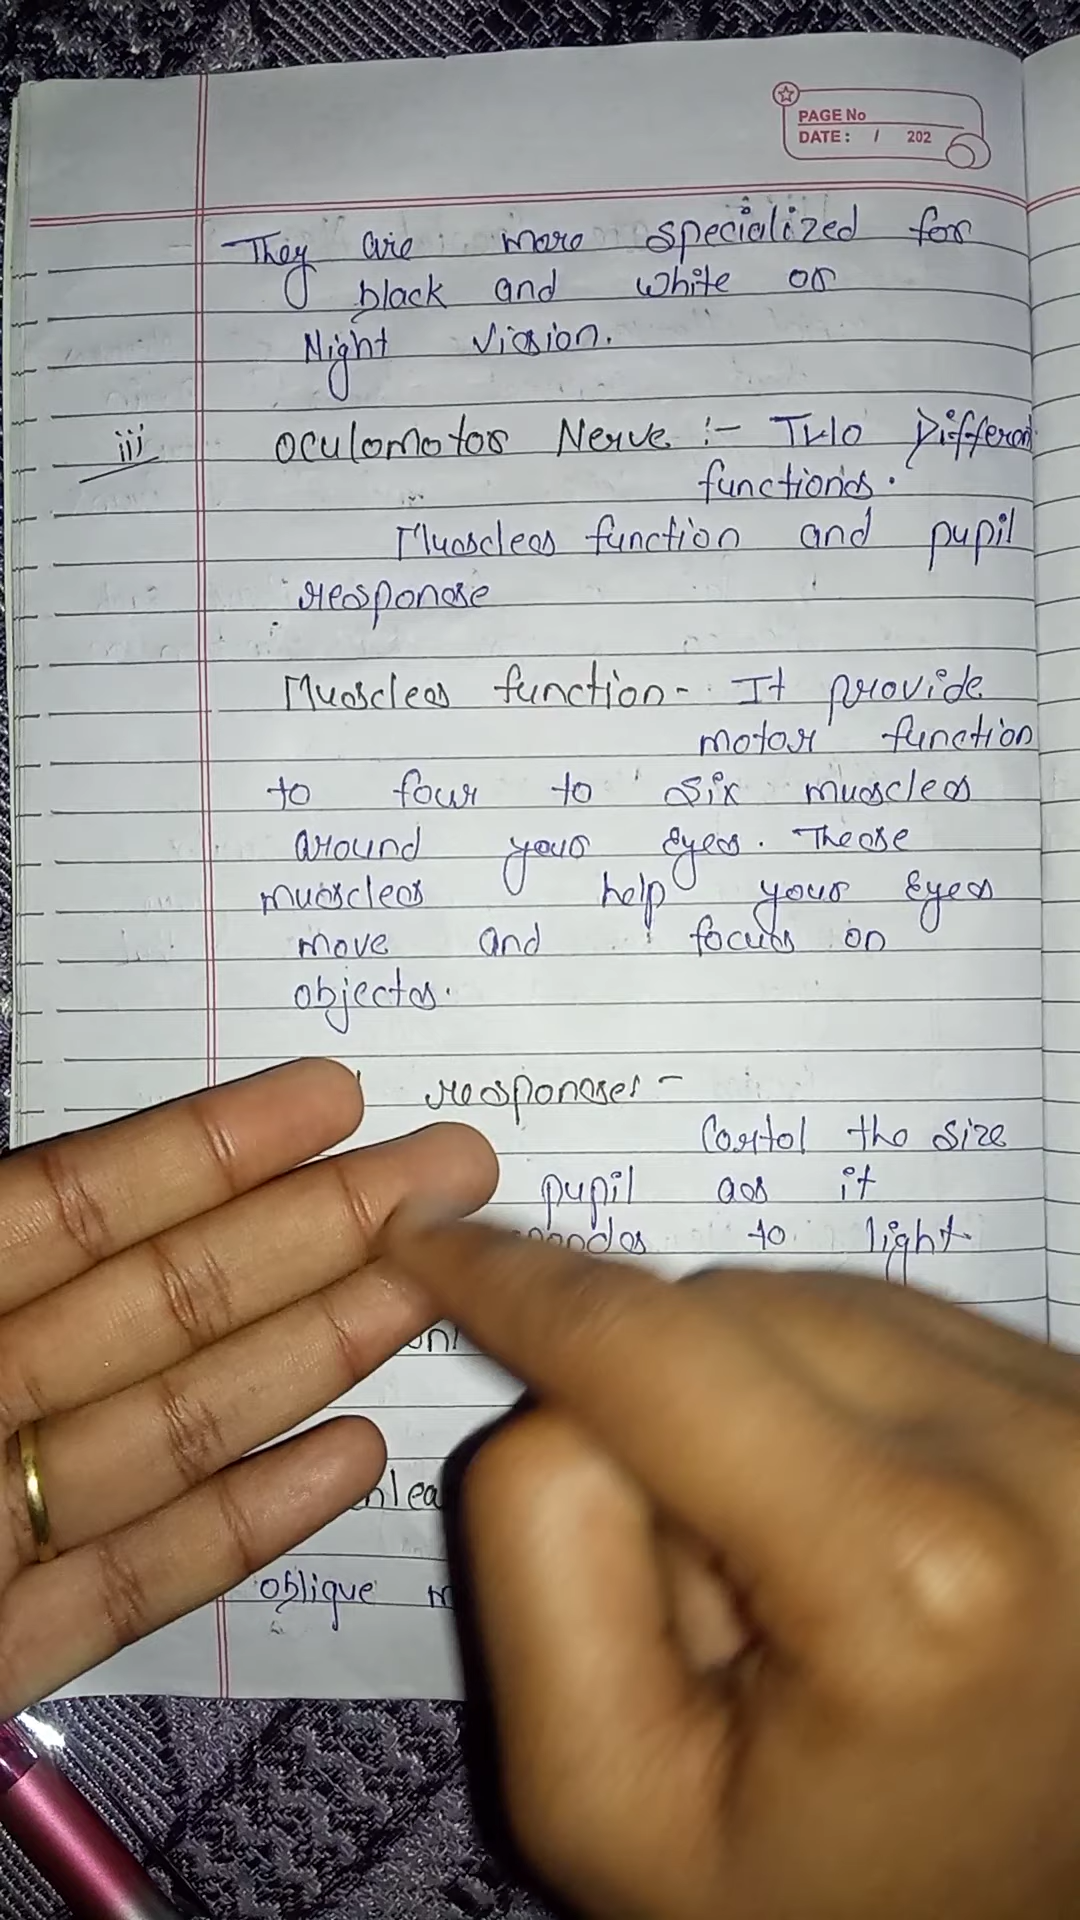 PAGE No
DATE: / 202
They are more specialized for
black and white or
Night Vision.
iii) Oculomotor Nerve :- Two Different
functions.
Muscles function and pupil
response
Muscles function - It provide
motor function
to four to six muscles
around your Eyes. These
muscles help your Eyes
move and focus on
objects.
response: -
Contol the size
pupil as it
to light
oblique